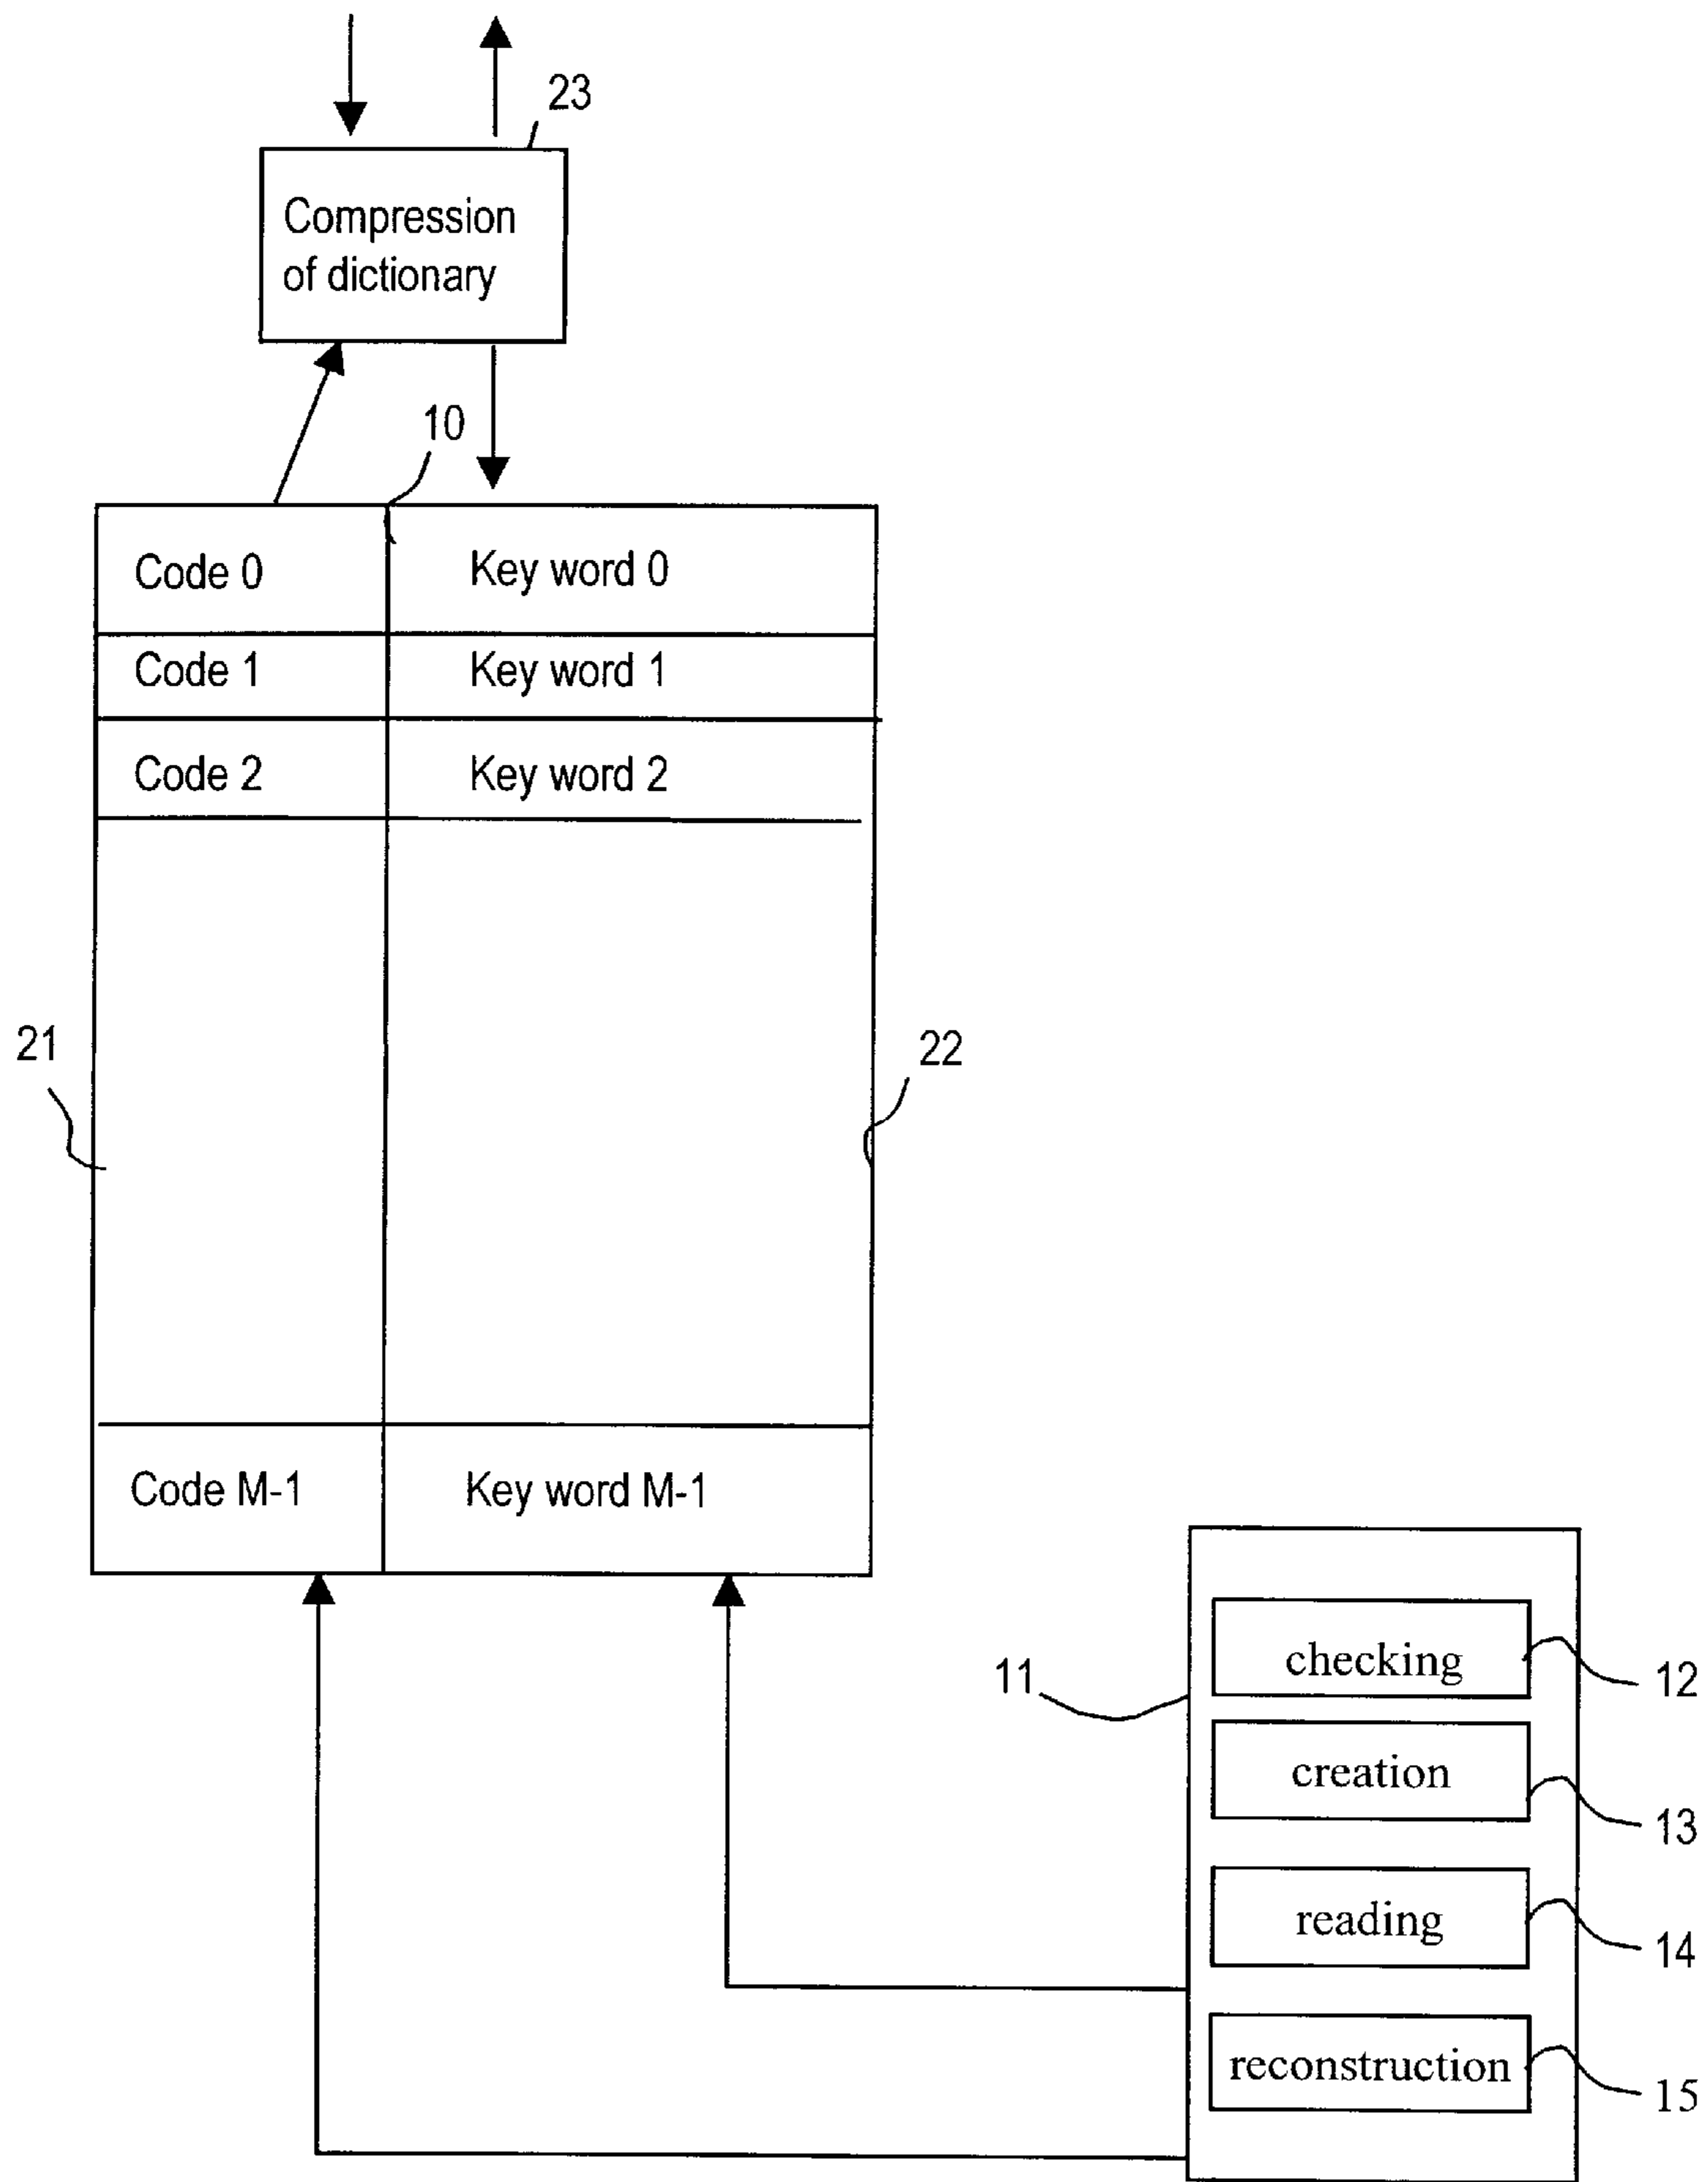 23
Compression
of dictionary
10
Code 0 Key word 0
Code 1 Key word 1
Code 2 Key word 2
21
22
Code M-1 Key word M-1
11
checking
12
creation
13
reading
14
reconstruction
15